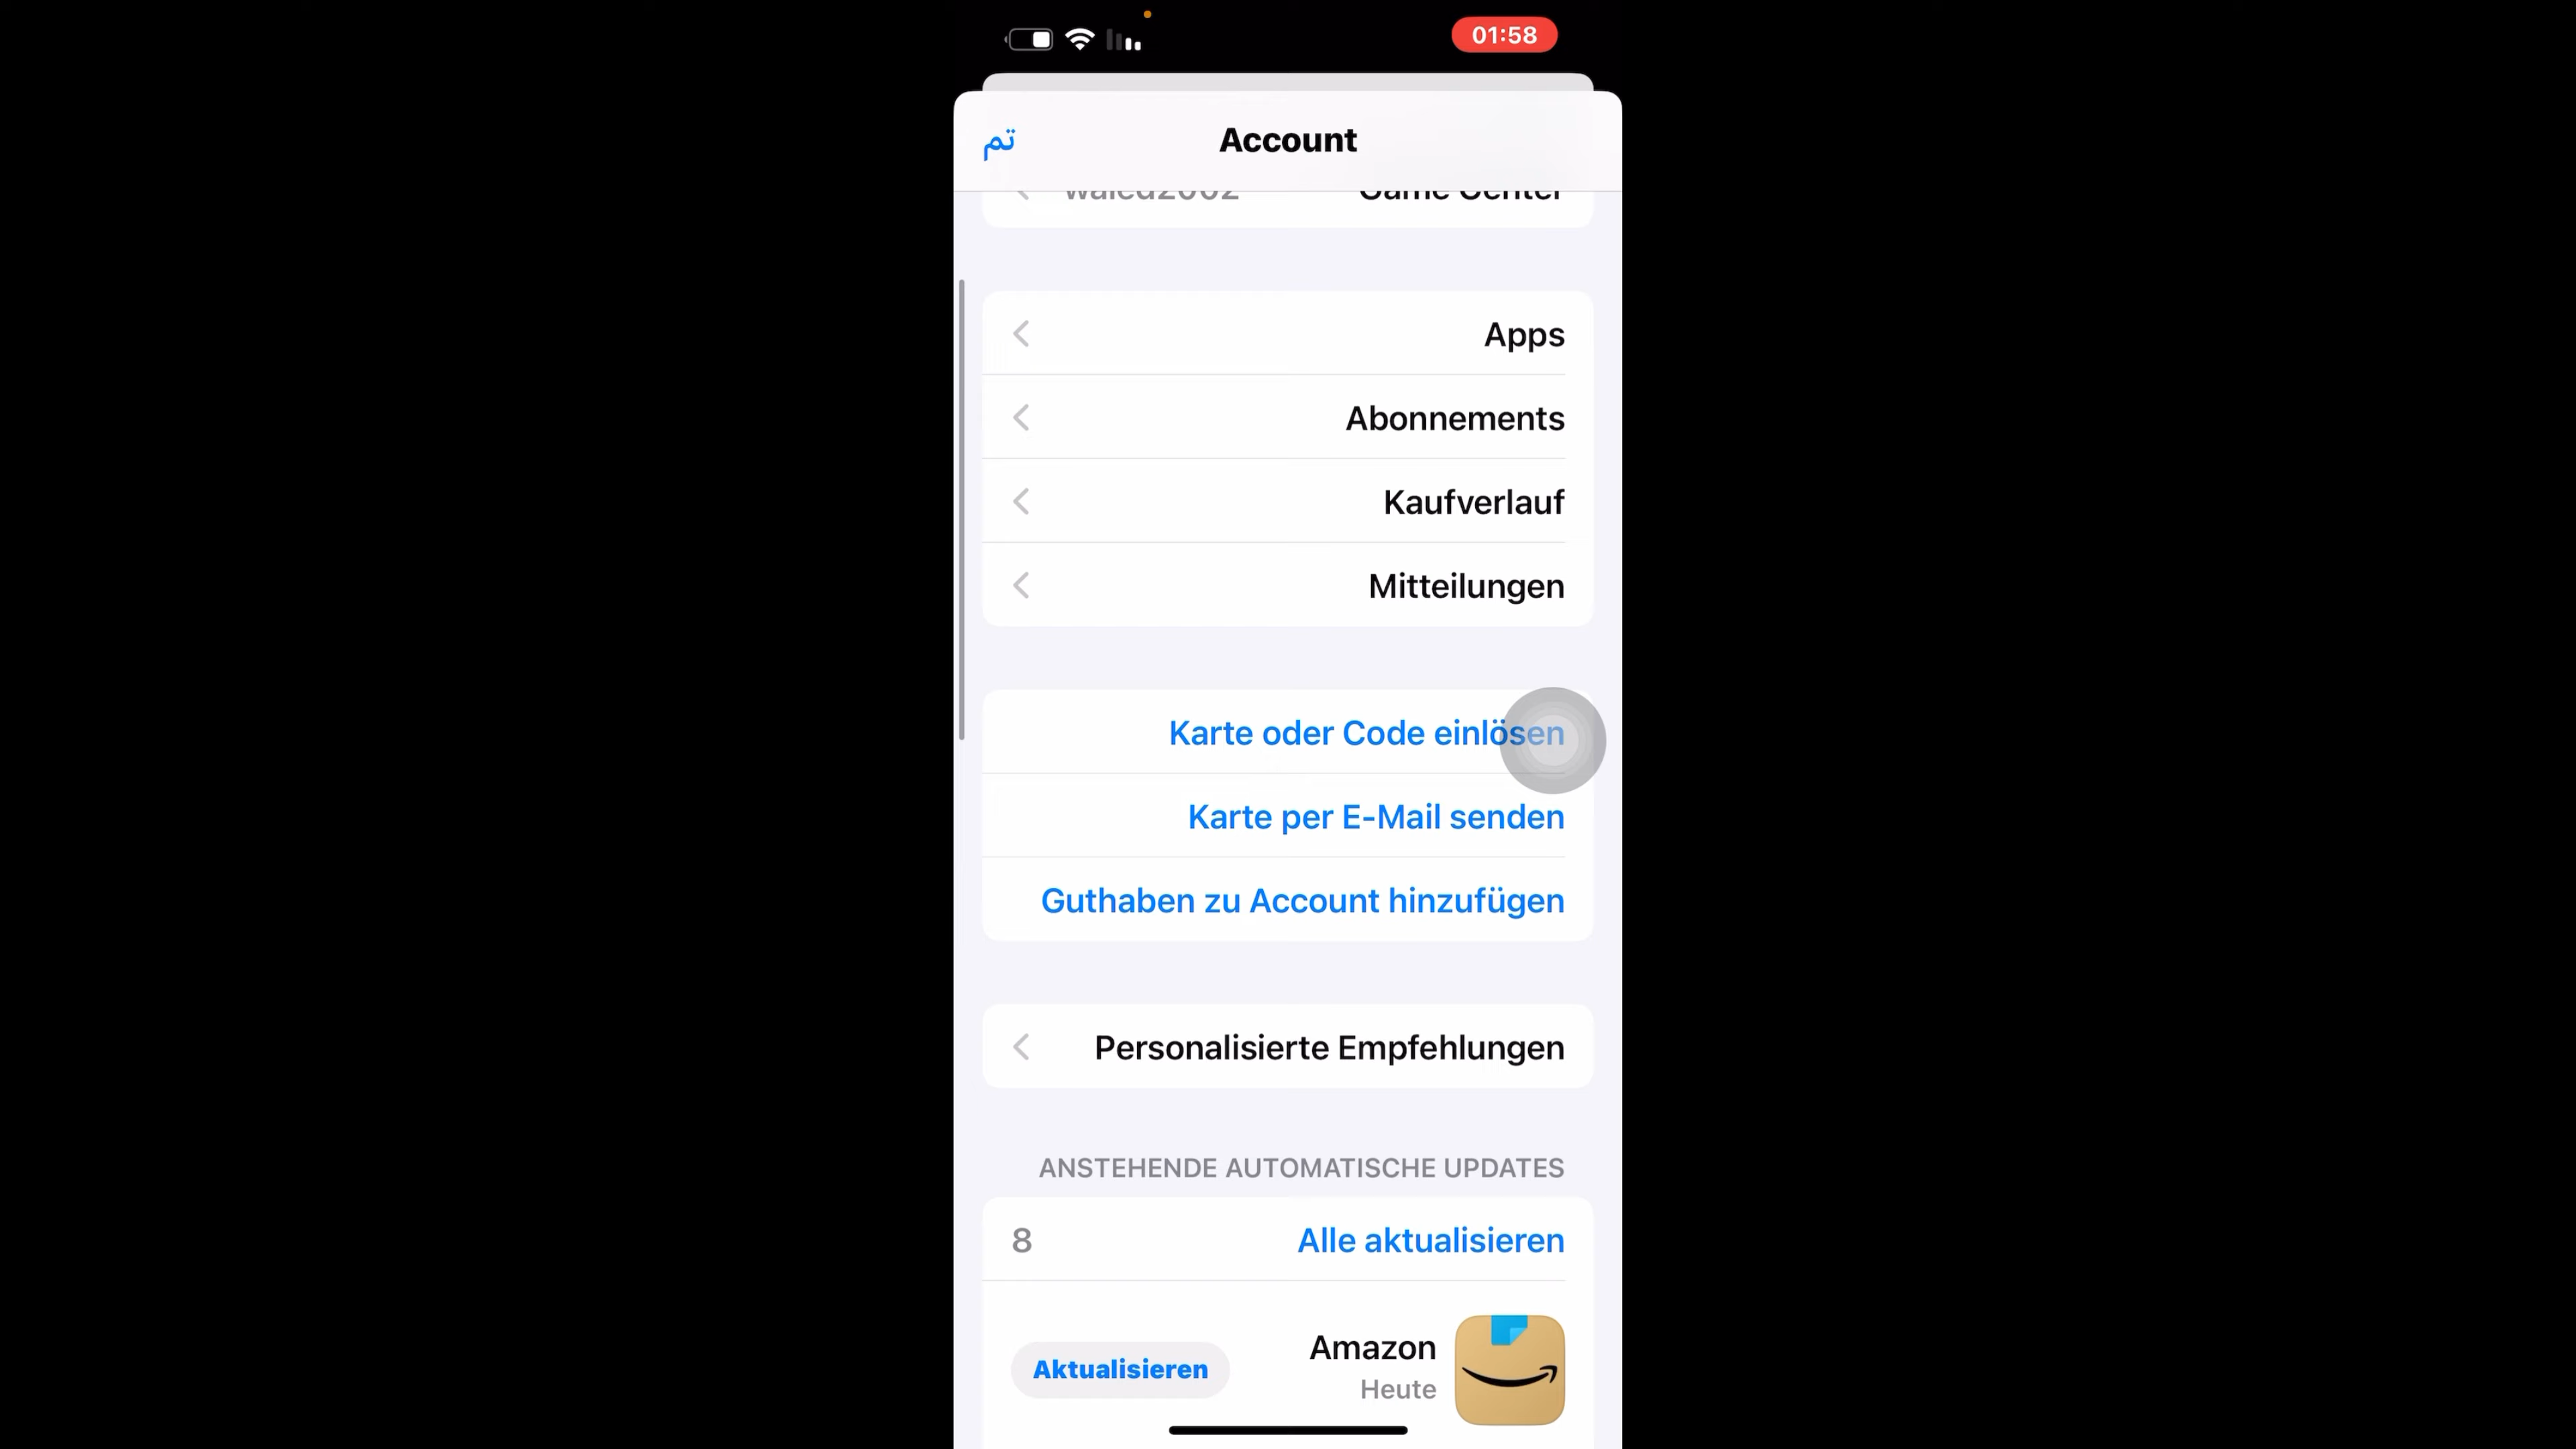 01:58
Account
تم
Game Center
waled2002
Apps
Abonnements
Kaufverlauf
Mitteilungen
Karte oder Code einlösen
Karte per E-Mail senden
Guthaben zu Account hinzufügen
Personalisierte Empfehlungen
ANSTEHENDE AUTOMATISCHE UPDATES
Alle aktualisieren
8
Amazon
Heute
Aktualisieren